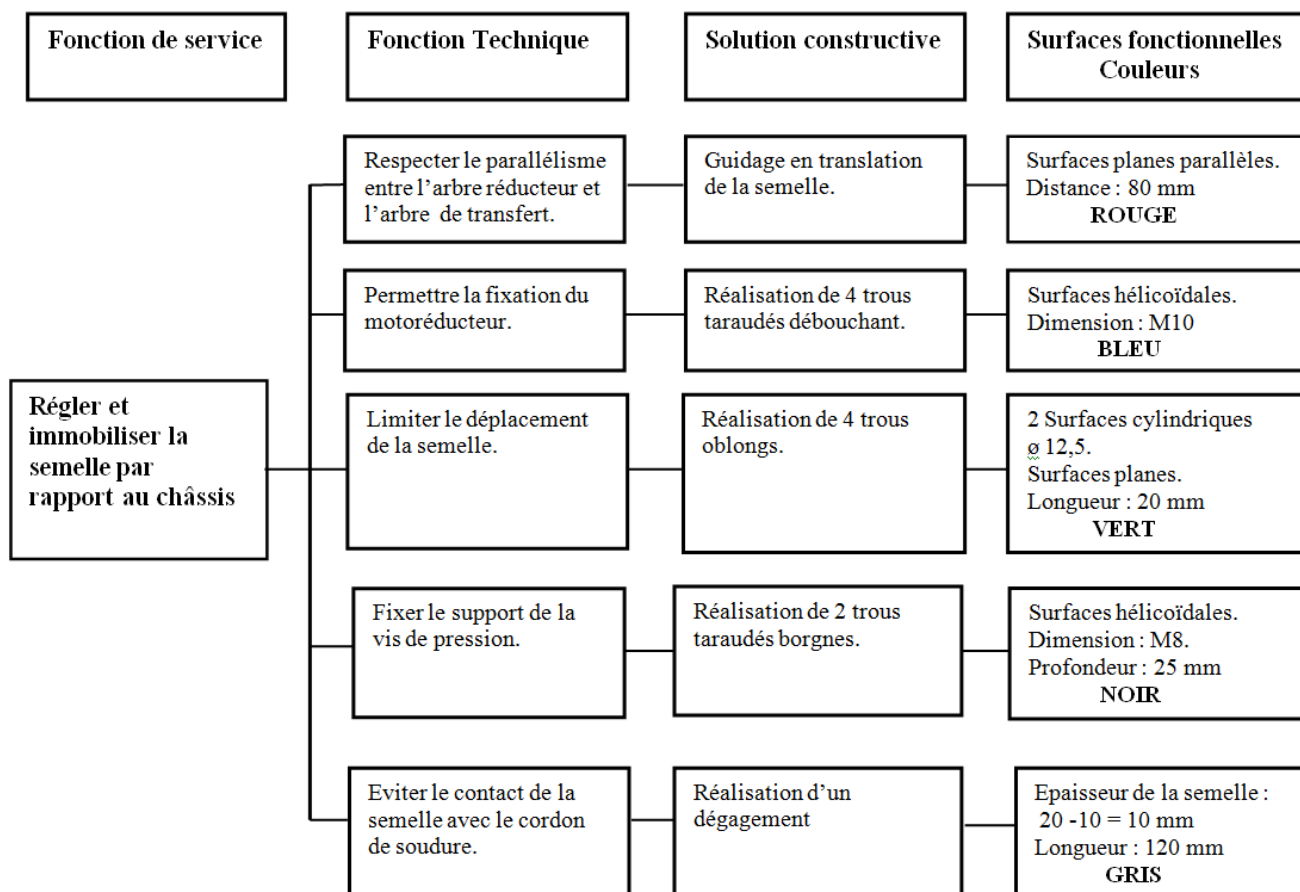 Fonction de service
Fonction Technique
Solution constructive
Surfaces fonctionnelles
Couleurs
Respecter le parallélisme
entre l'arbre réducteur et
l'arbre de transfert.
Guidage en translation
de la semelle.
Surfaces planes parallèles.
Distance : 80 mm
ROUGE
Permettre la fixation du
motoréducteur.
Réalisation de 4 trous
taraudés débouchant.
Surfaces hélicoïdales.
Dimension : M10
BLEU
Régler et
immobiliser la
semelle par
rapport au châssis
Limiter le déplacement
de la semelle.
Réalisation de 4 trous
oblongs.
2 Surfaces cylindriques
ø 12,5.
Surfaces planes.
Longueur : 20 mm
VERT
Fixer le support de la
vis de pression.
Réalisation de 2 trous
taraudés borgnes.
Surfaces hélicoïdales.
Dimension : M8.
Profondeur : 25 mm
NOIR
Eviter le contact de la
semelle avec le cordon
de soudure.
Réalisation d'un
dégagement
Epaisseur de la semelle :
20 -10 = 10 mm
Longueur : 120 mm
GRIS